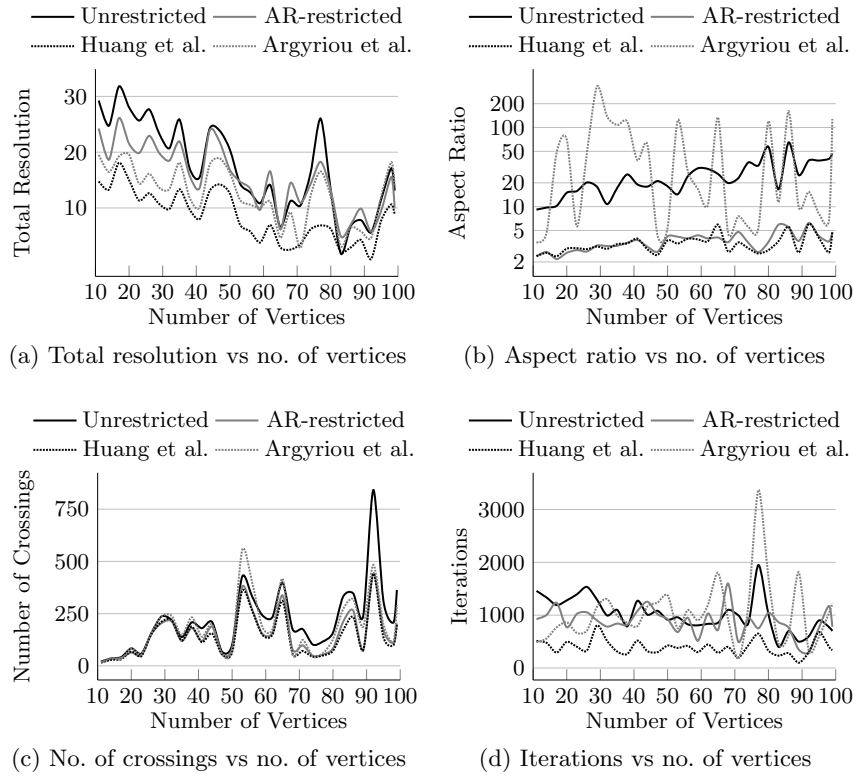 Unrestricted AR-restricted
Huang et al. Argyriou et al.
Total Resolution
30
20
10
10 20 30 40 50 60 70 80 90 100
Number of Vertices
(a) Total resolution vs no. of vertices
Unrestricted AR-restricted
Huang et al. Argyriou et al.
Aspect Ratio
200
100
50
20
10
5
2
10 20 30 40 50 60 70 80 90 100
Number of Vertices
(b) Aspect ratio vs no. of vertices
Unrestricted AR-restricted
Huang et al. Argyriou et al.
Number of Crossings
750
500
250
0
10 20 30 40 50 60 70 80 90 100
Number of Vertices
(c) No. of crossings vs no. of vertices
Unrestricted AR-restricted
Huang et al. Argyriou et al.
Iterations
3000
2000
1000
0
10 20 30 40 50 60 70 80 90 100
Number of Vertices
(d) Iterations vs no. of vertices